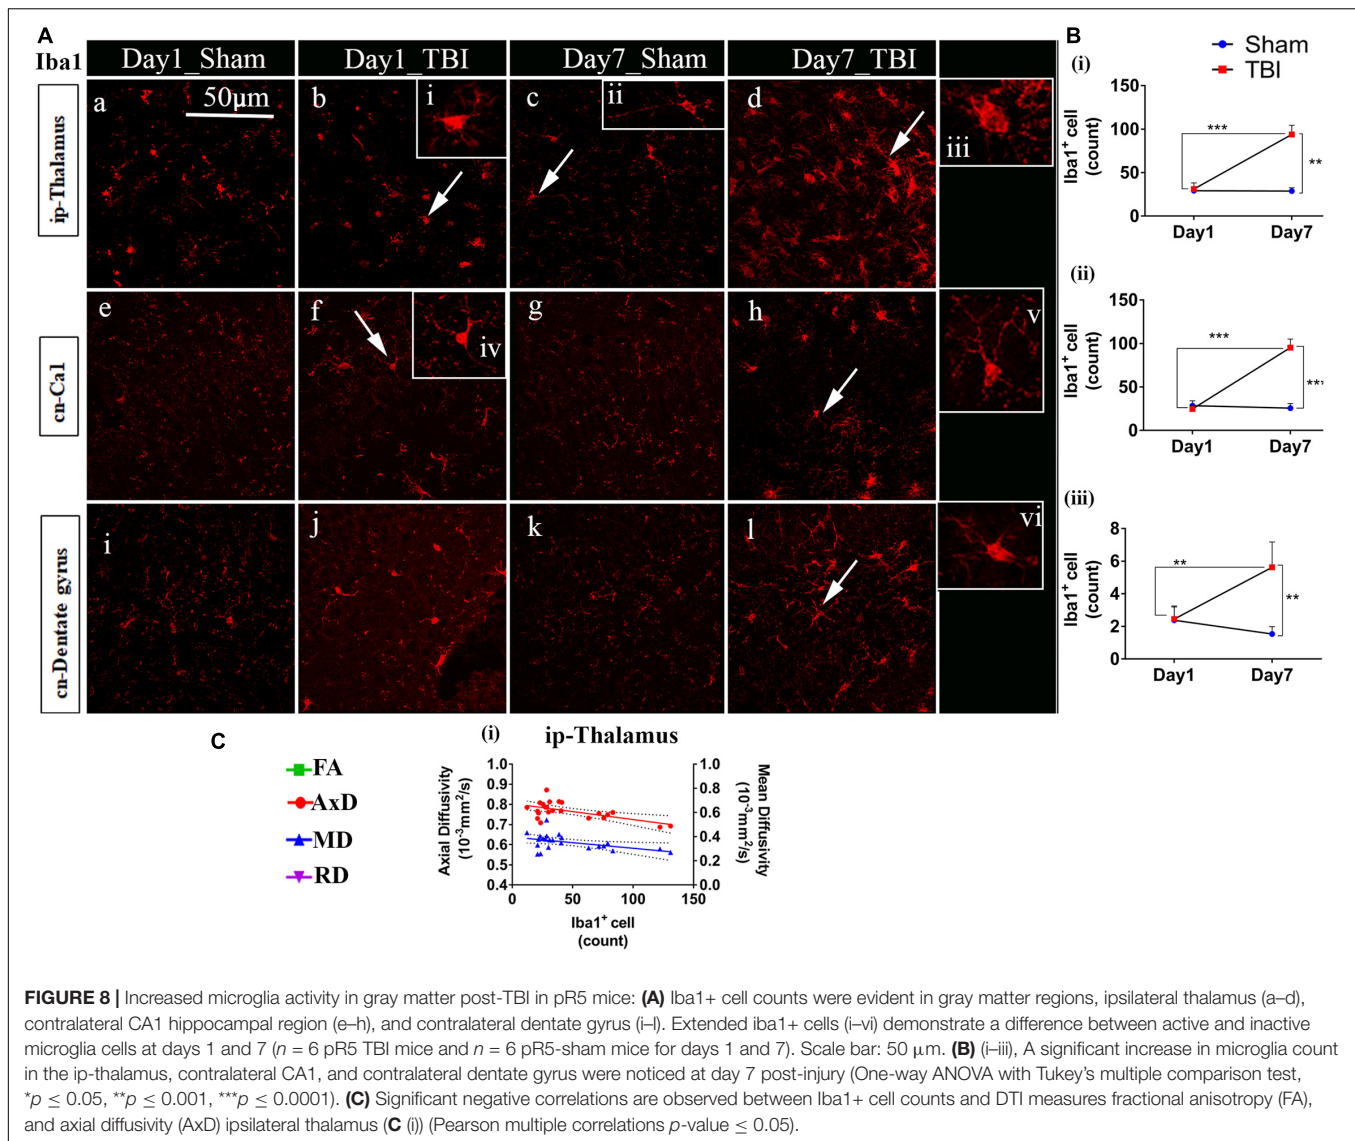 A
Iba1
Day1_Sham
Day1_TBI
Day7_Sham
Day7_TBI
ip-Thalamus
a
50μm
b
i
c
ii
d
iii
cn-Ca1
e
f
iv
g
h
v
cn-Dentate gyrus
i
j
k
l
vi
B
Sham
TBI
(i)
150
100
50
0
Iba1+ cell
(count)
***
**
Day1
Day7
(ii)
150
100
50
0
Iba1+ cell
(count)
***
Day1
Day7
(iii)
8
6
4
2
0
Iba1+ cell
(count)
**
**
Day1
Day7
C
FA
AxD
MD
RD
(i)
ip-Thalamus
Axial Diffusivity
(10-3mm2/s)
1.0
0.9
0.8
0.7
0.6
0.5
0.4
1.0
0.8
0.6
0.4
0.2
0.0
Mean Diffusivity
(10-3mm2/s)
0
50
100
150
Iba1+ cell
(count)
FIGURE 8 | Increased microglia activity in gray matter post-TBI in pR5 mice: (A) Iba1+ cell counts were evident in gray matter regions, ipsilateral thalamus (a–d),
contralateral CA1 hippocampal region (e–h), and contralateral dentate gyrus (i–l). Extended iba1+ cells (i–vi) demonstrate a difference between active and inactive
microglia cells at days 1 and 7 (n = 6 pR5 TBI mice and n = 6 pR5-sham mice for days 1 and 7). Scale bar: 50 μm. (B) (i–iii), A significant increase in microglia count
in the ip-thalamus, contralateral CA1, and contralateral dentate gyrus were noticed at day 7 post-injury (One-way ANOVA with Tukey's multiple comparison test,
*p ≤ 0.05, **p ≤ 0.001, ***p ≤ 0.0001). (C) Significant negative correlations are observed between Iba1+ cell counts and DTI measures fractional anisotropy (FA),
and axial diffusivity (AxD) ipsilateral thalamus (C (i)) (Pearson multiple correlations p-value ≤ 0.05).